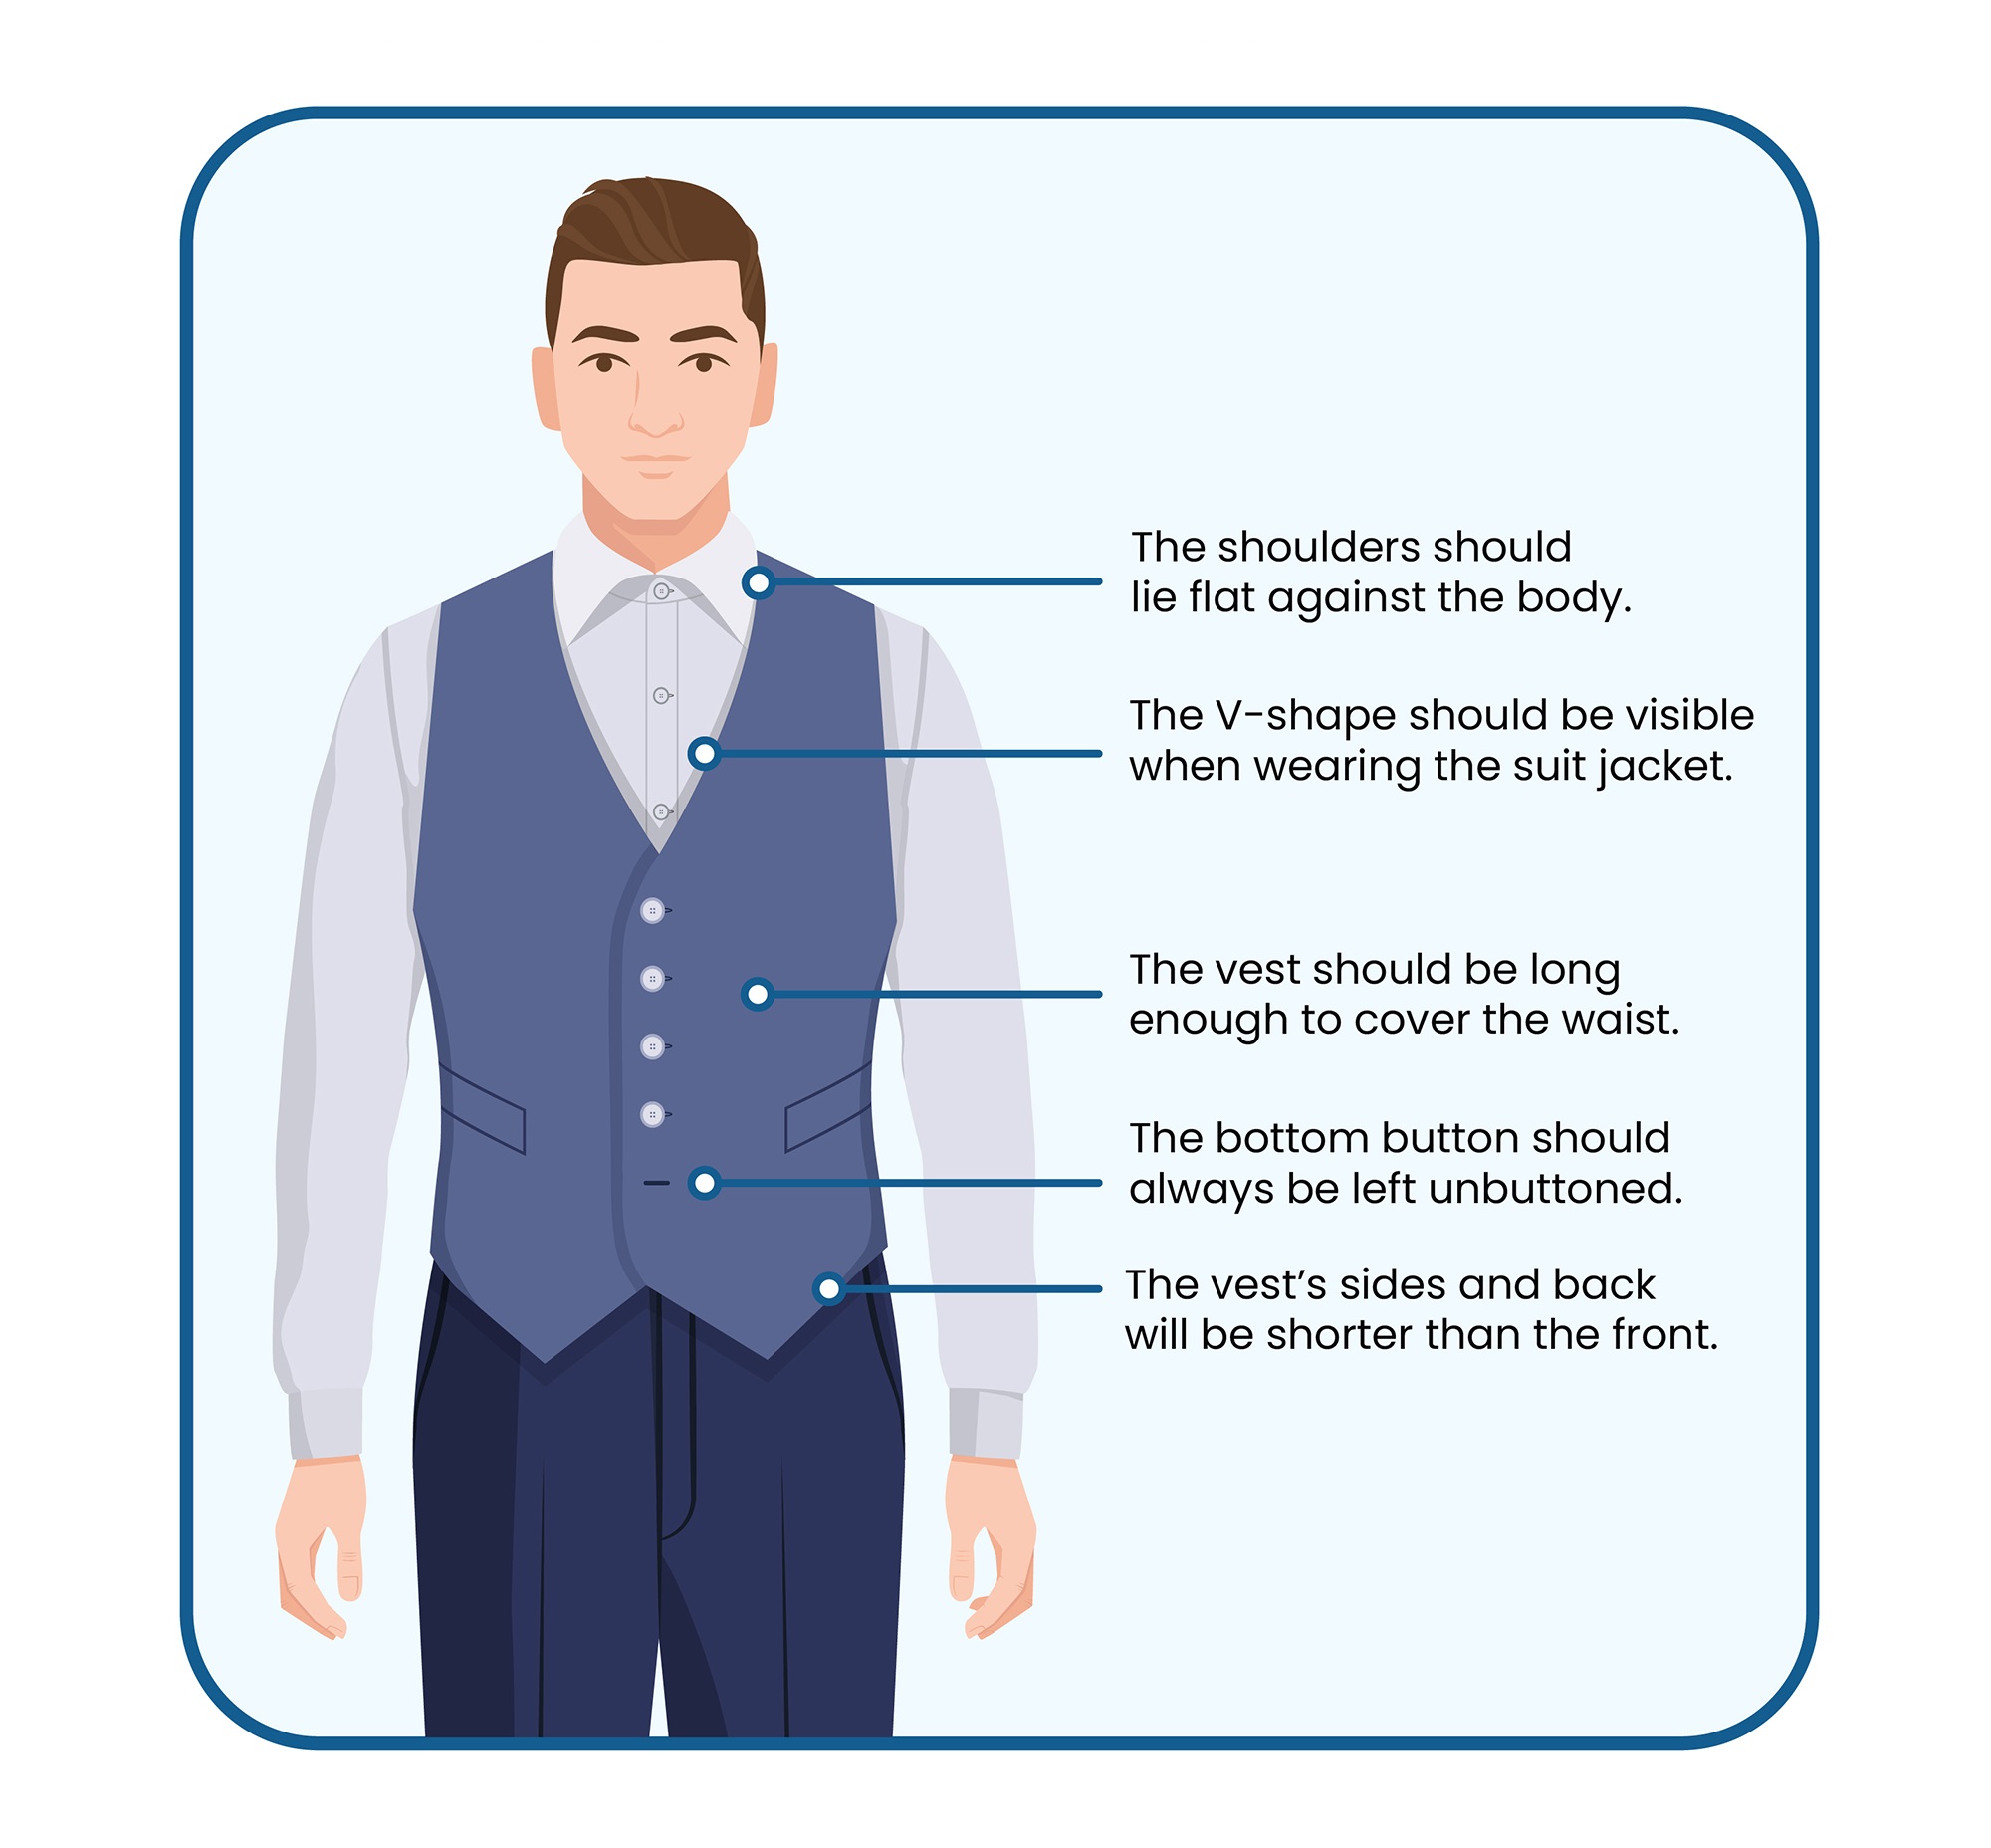 The shoulders should
lie flat against the body.
The V-shape should be visible
when wearing the suit jacket.
The vest should be long
enough to cover the waist.
The bottom button should
always be left unbuttoned.
The vest’s sides and back
will be shorter than the front.